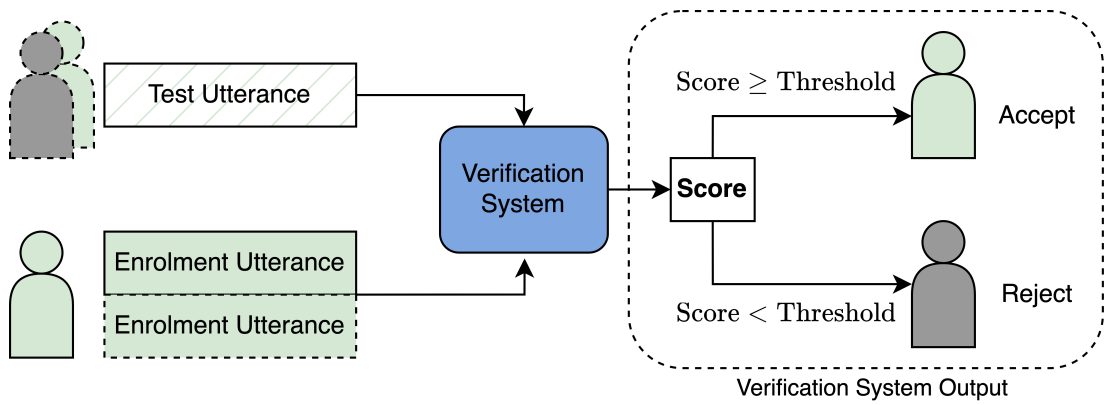 Test Utterance
Enrolment Utterance
Enrolment Utterance
Verification
System
Score
Score ≥ Threshold
Accept
Score < Threshold
Reject
Verification System Output